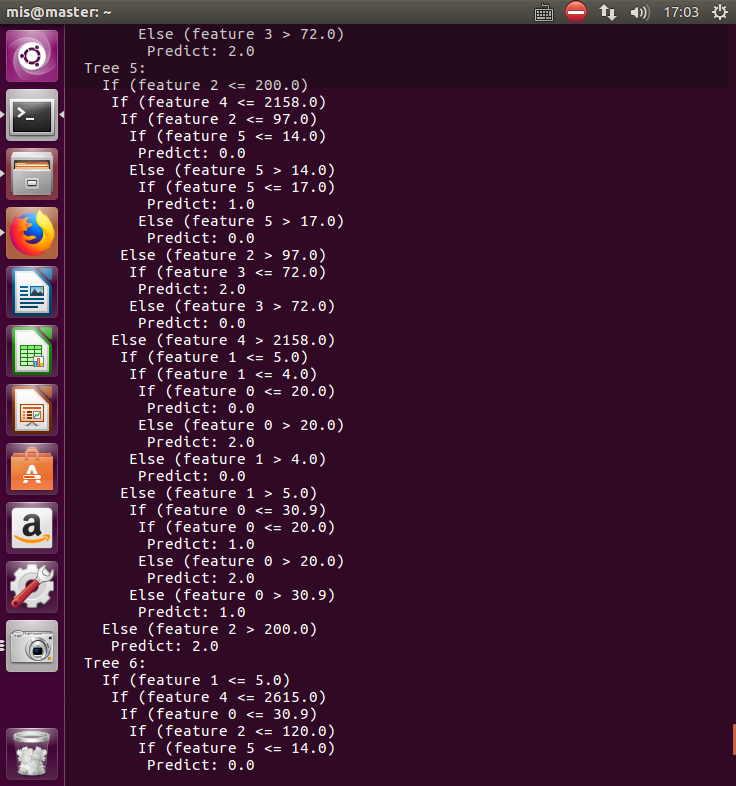 mis@master: ~
17:03
Else (feature 3 > 72.0)
Predict: 2.0
Tree 5:
If (feature 2 <= 200.0)
If (feature 4 <= 2158.0)
If (feature 2 <= 97.0)
If (feature 5 <= 14.0)
Predict: 0.0
Else (feature 5 > 14.0)
If (feature 5 <= 17.0)
Predict: 1.0
Else (feature 5 > 17.0)
Predict: 0.0
Else (feature 2 > 97.0)
If (feature 3 <= 72.0)
Predict: 2.0
Else (feature 3 > 72.0)
Predict: 0.0
Else (feature 4 > 2158.0)
If (feature 1 <= 5.0)
If (feature 1 <= 4.0)
If (feature 0 <= 20.0)
Predict: 0.0
Else (feature 0 > 20.0)
Predict: 2.0
Else (feature 1 > 4.0)
Predict: 0.0
Else (feature 1 > 5.0)
If (feature 0 <= 30.9)
If (feature 0 <= 20.0)
Predict: 1.0
Else (feature 0 > 20.0)
Predict: 2.0
Else (feature 0 > 30.9)
Predict: 1.0
Else (feature 2 > 200.0)
Predict: 2.0
Tree 6:
If (feature 1 <= 5.0)
If (feature 4 <= 2615.0)
If (feature 0 <= 30.9)
If (feature 2 <= 120.0)
If (feature 5 <= 14.0)
Predict: 0.0